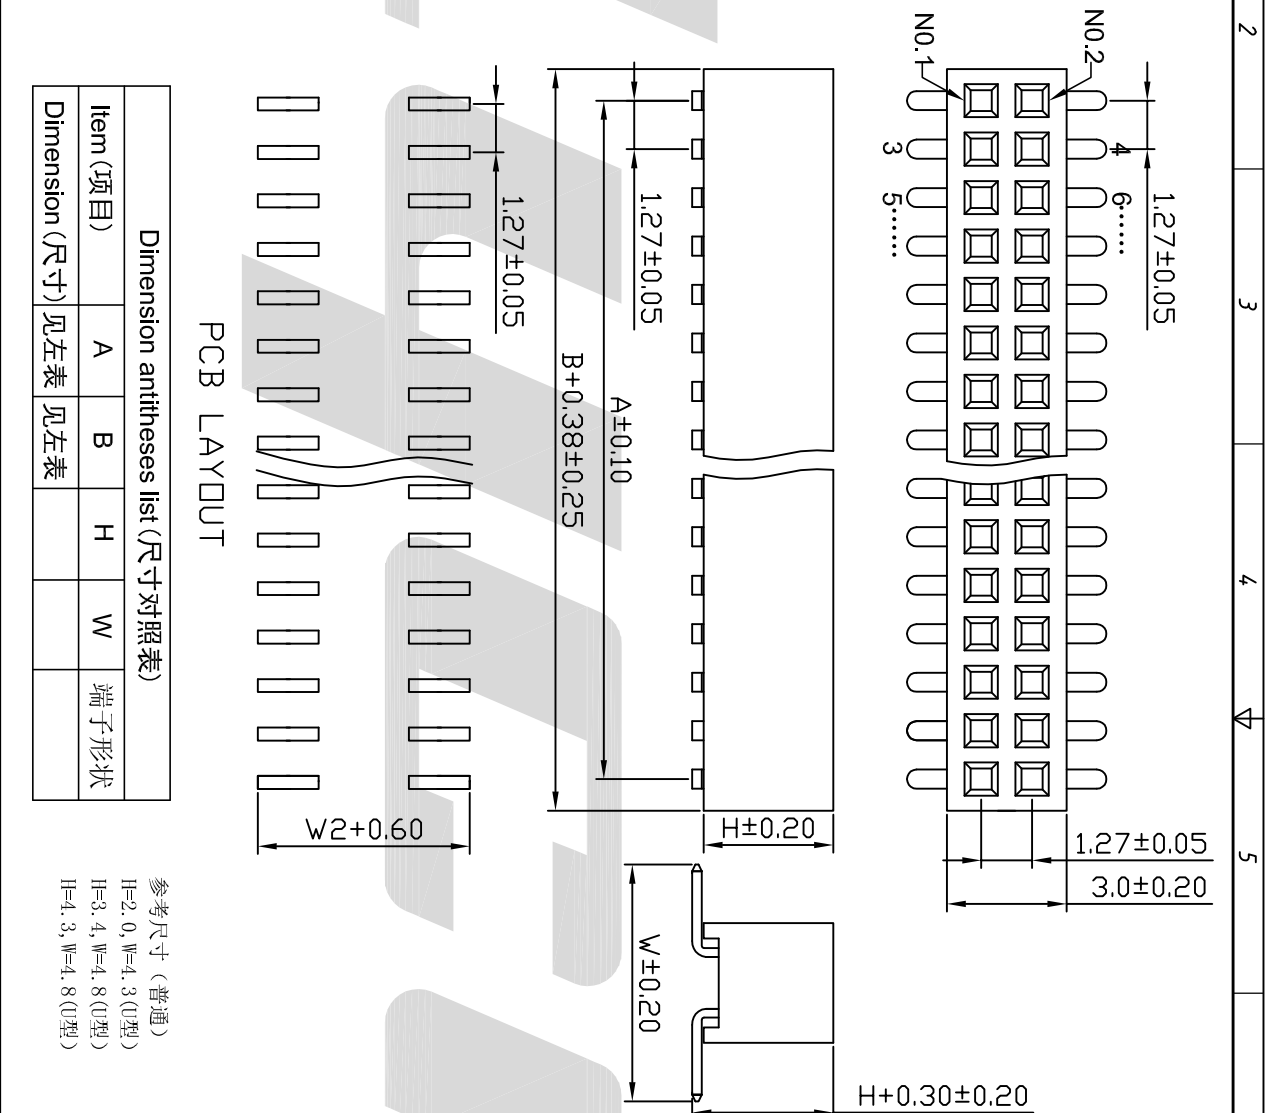 2
3
4
5
NO.1
NO.2
3
4
5......
6......
1.27±0.05
1.27±0.05
3.0±0.20
1.27±0.05
A±0.10
B+0.38±0.25
H±0.20
1.27±0.05
W2+0.60
PCB LAYOUT
W±0.20
H+0.30±0.20
Dimension antitheses list(尺寸对照表)
Item(项目) A B H W 端子形状
Dimension(尺寸) 见左表 见左表
参考尺寸（普通）
H=2.0,W=4.3(U型)
H=3.4,W=4.8(U型)
H=4.3,W=4.8(U型)